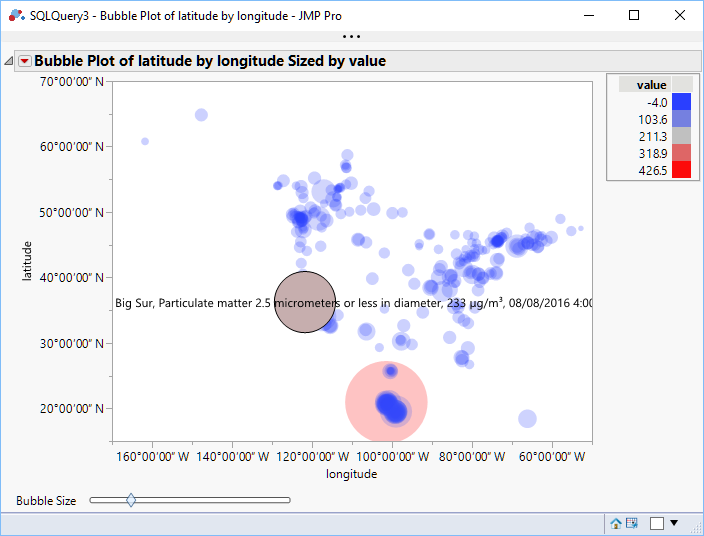 SQLQuery3 - Bubble Plot of latitude by longitude - JMP Pro
Bubble Plot of latitude by longitude Sized by value
value
-4.0
103.6
211.3
318.9
426.5
70°00'00" N
60°00'00" N
50°00'00" N
40°00'00" N
30°00'00" N
20°00'00" N
latitude
Big Sur, Particulate matter 2.5 micrometers or less in diameter, 233 µg/m³, 08/08/2016 4:00
160°00'00" W 140°00'00" W 120°00'00" W 100°00'00" W 80°00'00" W 60°00'00" W
longitude
Bubble Size